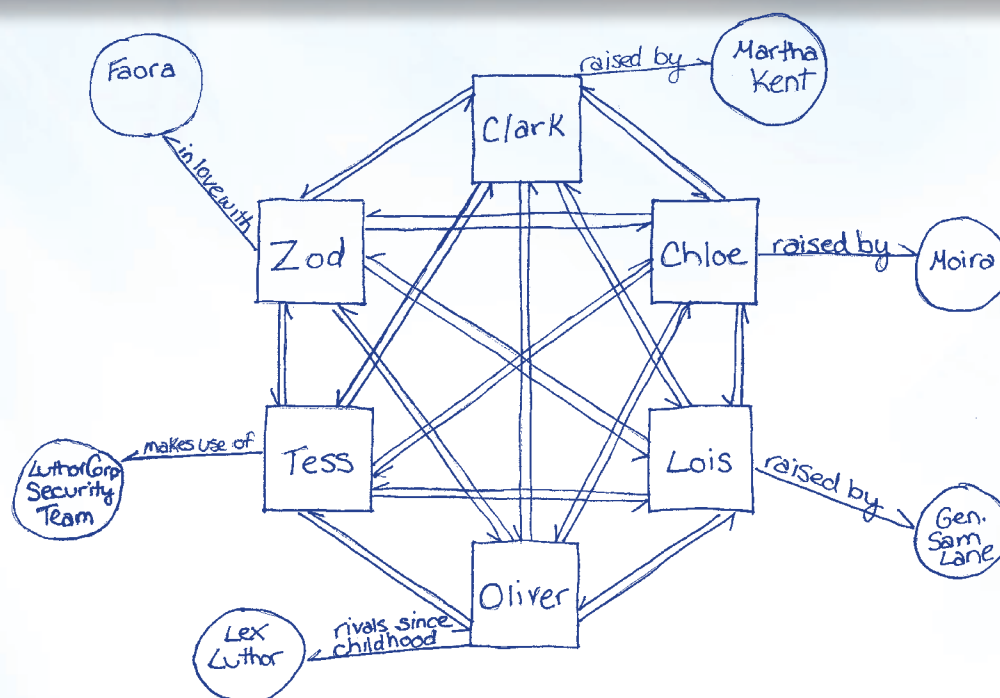 Faora
raised by
Martha
Kent
Clark
in love with
Zod
Chloe
raised by
Moira
LuthorCorp
Security
Team
makes use of
Tess
Lois
raised by
Gen.
Sam
Lane
Oliver
rivals since
childhood
Lex
Luthor